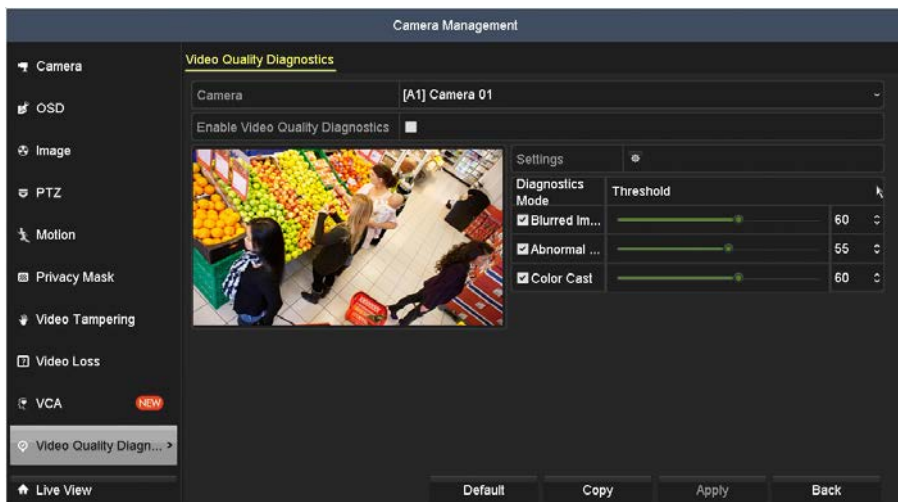 Camera Management
Camera
OSD
Image
PTZ
Motion
Privacy Mask
Video Tampering
Video Loss
VCA NEW
Video Quality Diagn... >
Live View
Video Quality Diagnostics
Camera [A1] Camera 01
Enable Video Quality Diagnostics
Settings
Diagnostics Mode Threshold
Blurred Im... 60
Abnormal ... 55
Color Cast 60
Default Copy Apply Back